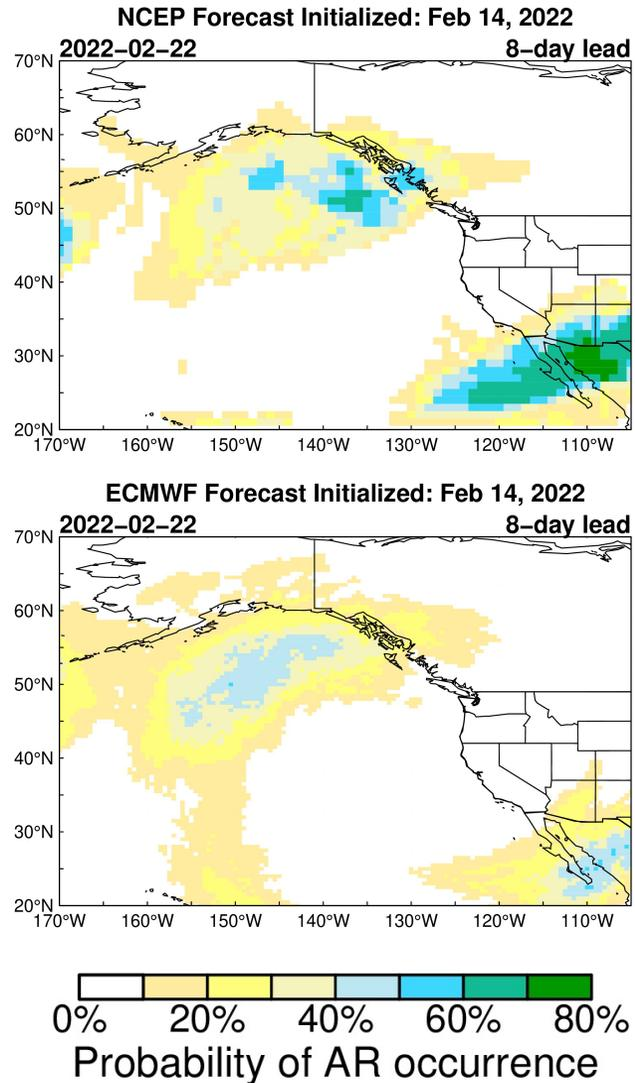 NCEP Forecast Initialized: Feb 14, 2022
2022−02−22 8−day lead
70°N
60°N
50°N
40°N
30°N
20°N
170°W 160°W 150°W 140°W 130°W 120°W 110°W
ECMWF Forecast Initialized: Feb 14, 2022
2022−02−22 8−day lead
70°N
60°N
50°N
40°N
30°N
20°N
170°W 160°W 150°W 140°W 130°W 120°W 110°W
0% 20% 40% 60% 80%
Probability of AR occurrence